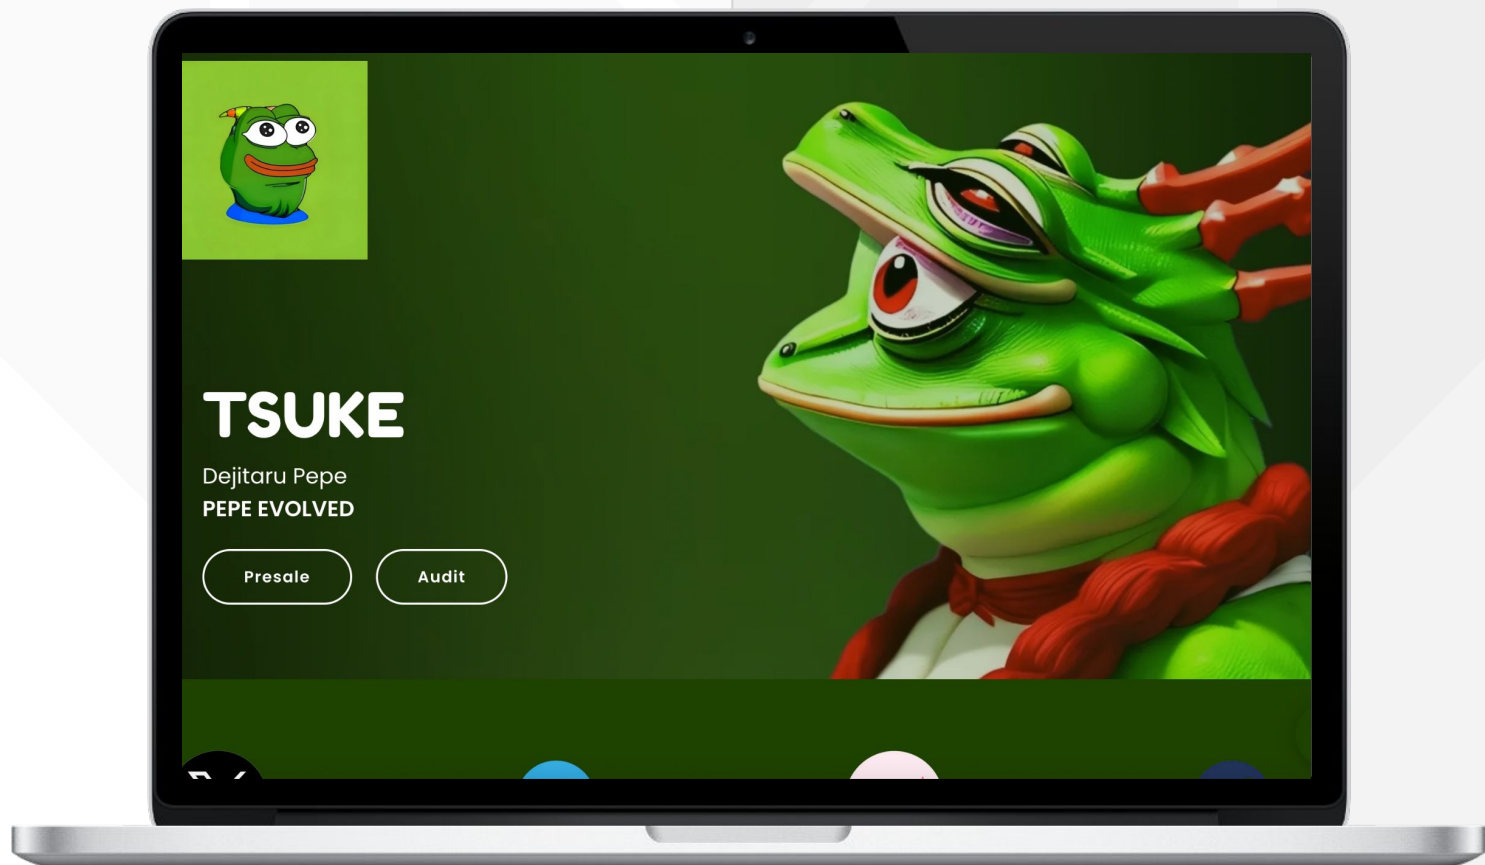 TSUKE
Dejitaru Pepe
PEPE EVOLVED
Presale
Audit